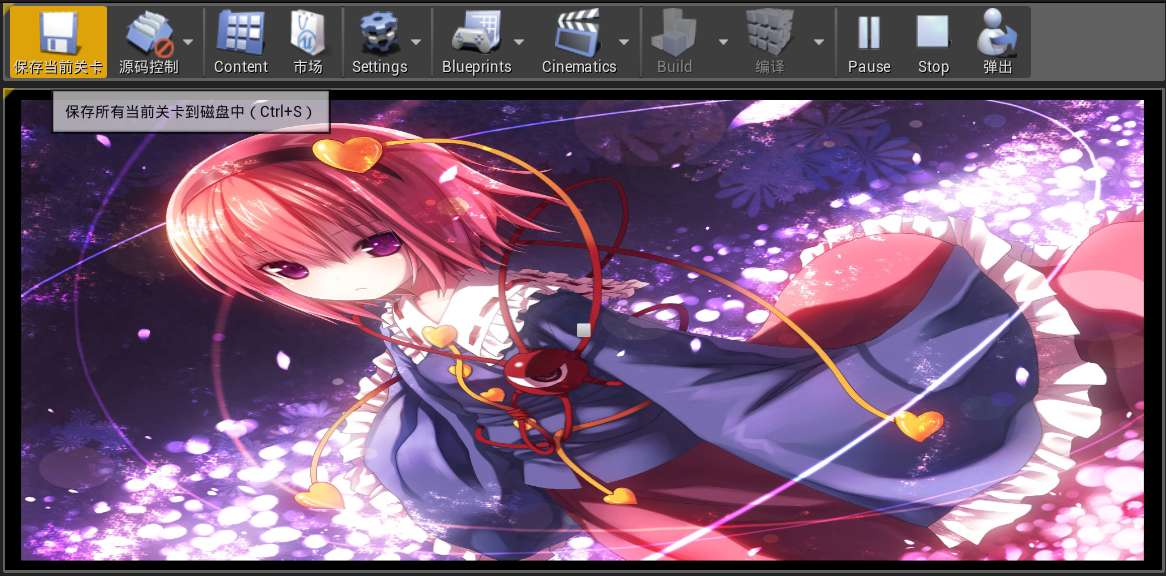 保存当前关卡
源码控制
Content
市场
Settings
Blueprints
Cinematics
Build
编译
Pause
Stop
弹出
保存所有当前关卡到磁盘中（Ctrl+S）